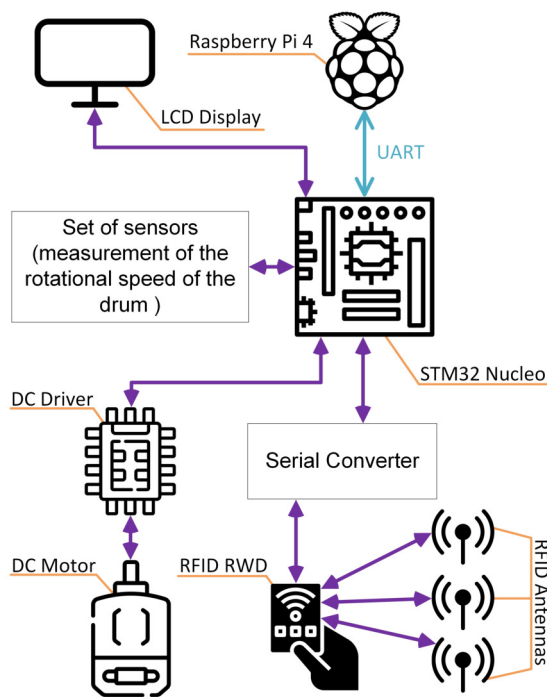 Raspberry Pi 4
LCD Display
UART
Set of sensors
(measurement of the
rotational speed of the
drum )
STM32 Nucleo
DC Driver
Serial Converter
DC Motor
RFID RWD
RFID Antennas